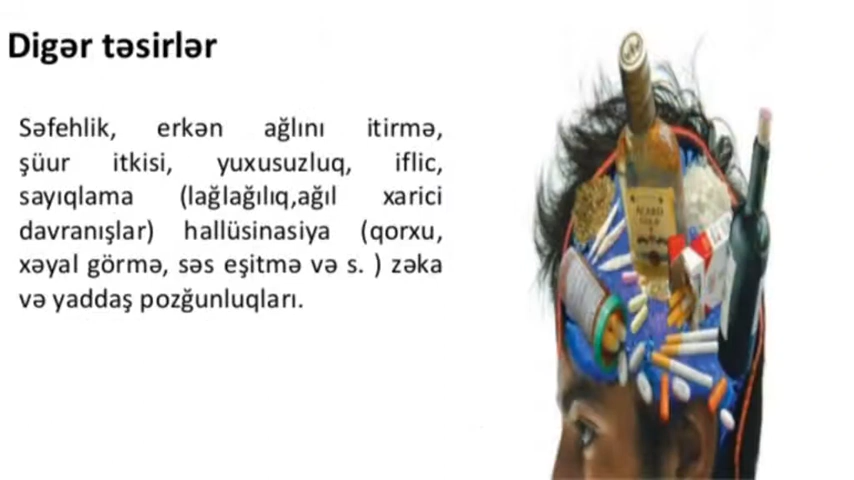 Digər təsirlər
Səfehlik, erkən ağlını itirmə,
şüur itkisi, yuxusuzluq, iflic,
sayıqlama (lağlağılıq,ağıl xarici
davranışlar) hallüsinasiya (qorxu,
xəyal görmə, səs eşitmə və s. ) zəka
və yaddaş pozğunluqları.